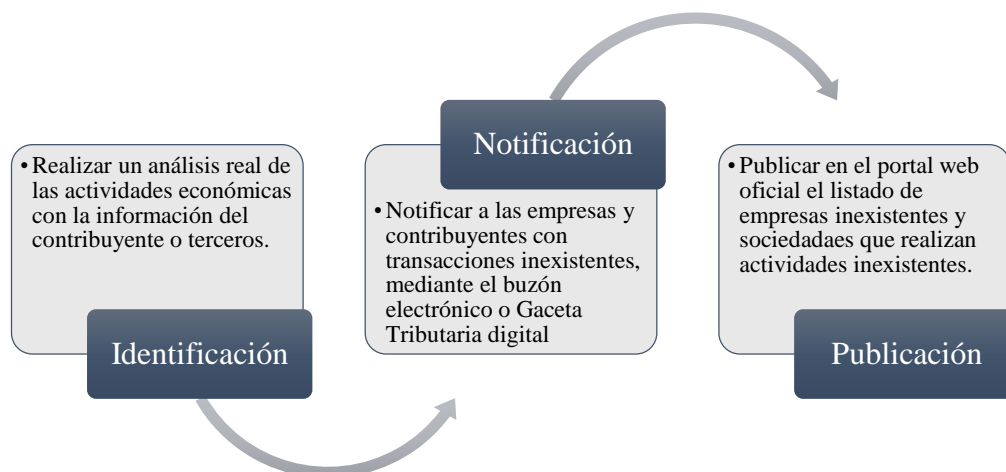 • Realizar un análisis real de
las actividades económicas
con la información del
contribuyente o terceros.
Identificación
Notificación
• Notificar a las empresas y
contribuyentes con
transacciones inexistentes,
mediante el buzón
electrónico o Gaceta
Tributaria digital
• Publicar en el portal web
oficial el listado de
empresas inexistentes y
sociedadaes que realizan
actividades inexistentes.
Publicación